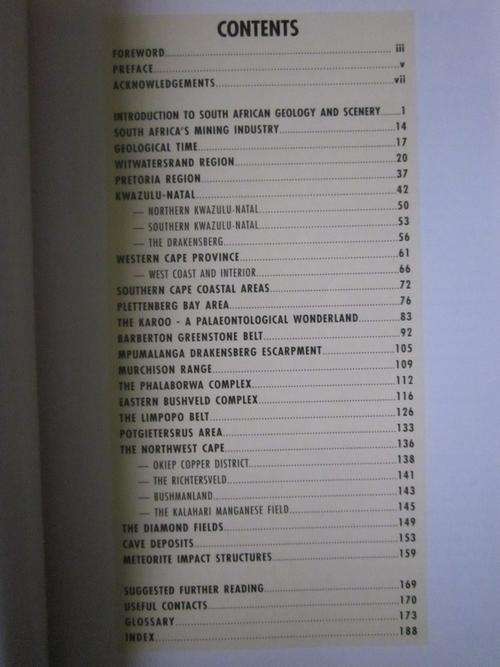 CONTENTS
FOREWORD iii
PREFACE v
ACKNOWLEDGEMENTS vii
INTRODUCTION TO SOUTH AFRICAN GEOLOGY AND SCENERY 1
SOUTH AFRICA'S MINING INDUSTRY 14
GEOLOGICAL TIME 17
WITWATERSRAND REGION 20
PRETORIA REGION 37
KWAZULU-NATAL 42
— NORTHERN KWAZULU-NATAL 50
— SOUTHERN KWAZULU-NATAL 53
— THE DRAKENSBERG 56
WESTERN CAPE PROVINCE 61
— WEST COAST AND INTERIOR 66
SOUTHERN CAPE COASTAL AREAS 72
PLETTENBERG BAY AREA 76
THE KAROO - A PALAEONTOLOGICAL WONDERLAND 83
BARBERTON GREENSTONE BELT 92
MPUMALANGA DRAKENSBERG ESCARPMENT 105
MURCHISON RANGE 109
THE PHALABORWA COMPLEX 112
EASTERN BUSHVELD COMPLEX 116
THE LIMPOPO BELT 126
POTGIETERSRUS AREA 133
THE NORTHWEST CAPE 136
— OKIEP COPPER DISTRICT 138
— THE RICHTERSVELD 141
— BUSHMANLAND 143
— THE KALAHARI MANGANESE FIELD 145
THE DIAMOND FIELDS 149
CAVE DEPOSITS 153
METEORITE IMPACT STRUCTURES 159
SUGGESTED FURTHER READING 169
USEFUL CONTACTS 170
GLOSSARY 173
INDEX 188